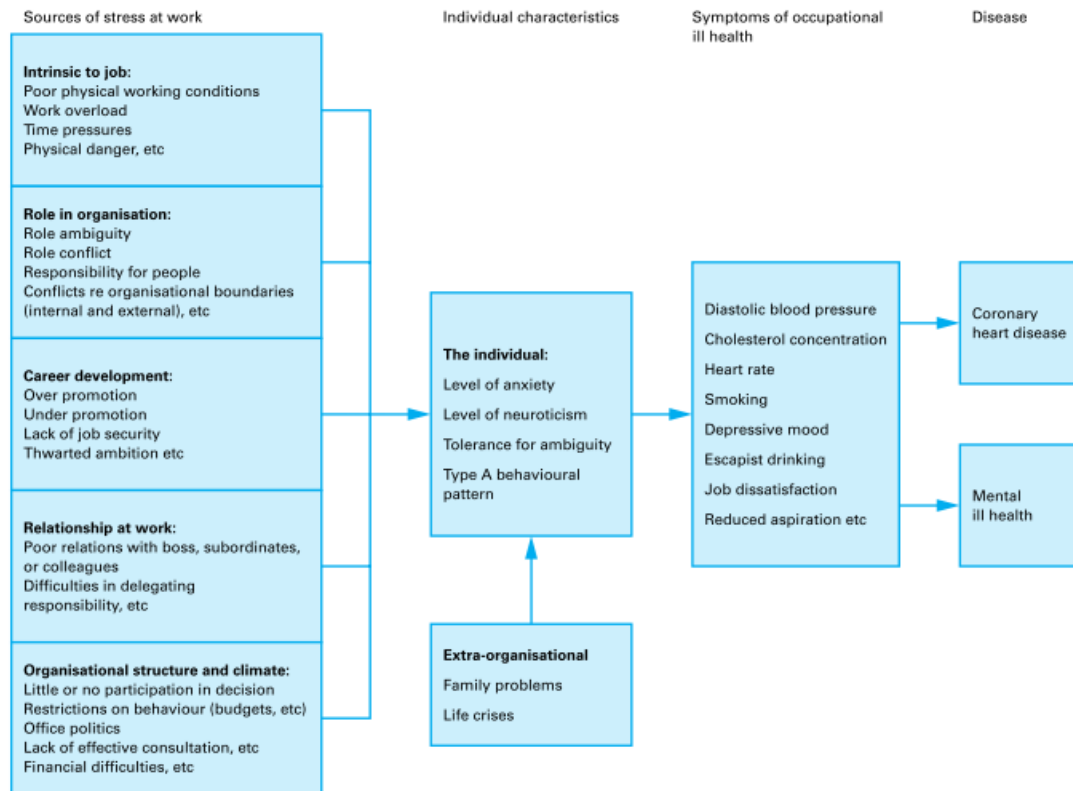 Sources of stress at work
Individual characteristics
Symptoms of occupational
ill health
Disease
Intrinsic to job:
Poor physical working conditions
Work overload
Time pressures
Physical danger, etc
Role in organisation:
Role ambiguity
Role conflict
Responsibility for people
Conflicts re organisational boundaries
(internal and external), etc
Career development:
Over promotion
Under promotion
Lack of job security
Thwarted ambition etc
Relationship at work:
Poor relations with boss, subordinates,
or colleagues
Difficulties in delegating
responsibility, etc
Organisational structure and climate:
Little or no participation in decision
Restrictions on behaviour (budgets, etc)
Office politics
Lack of effective consultation, etc
Financial difficulties, etc
The individual:
Level of anxiety
Level of neuroticism
Tolerance for ambiguity
Type A behavioural
pattern
Extra-organisational
Family problems
Life crises
Diastolic blood pressure
Cholesterol concentration
Heart rate
Smoking
Depressive mood
Escapist drinking
Job dissatisfaction
Reduced aspiration etc
Coronary
heart disease
Mental
ill health